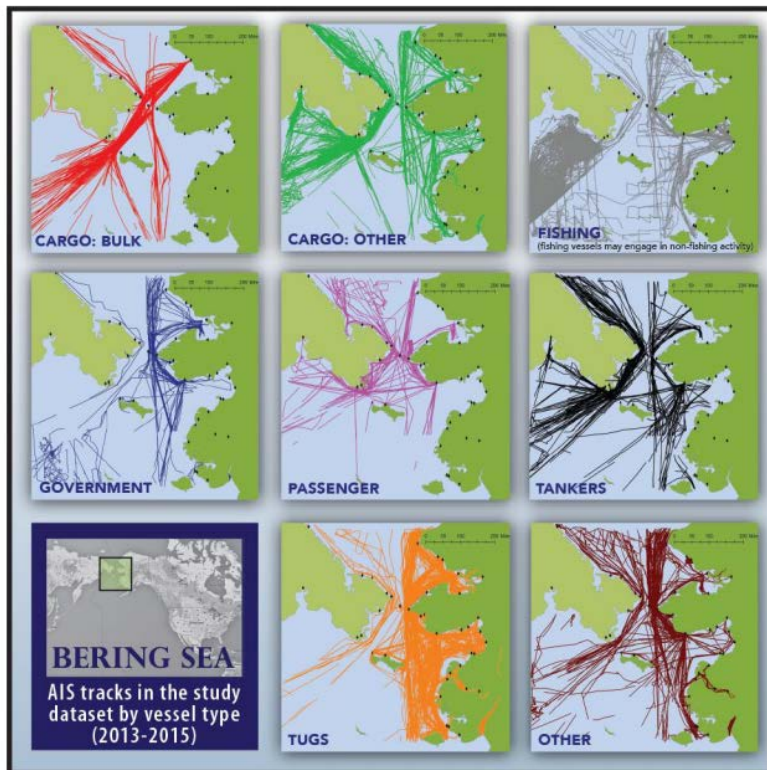 CARGO: BULK
CARGO: OTHER
FISHING
(fishing vessels may engage in non-fishing activity)
GOVERNMENT
PASSENGER
TANKERS
BERING SEA
AIS tracks in the study
dataset by vessel type
(2013-2015)
TUGS
OTHER